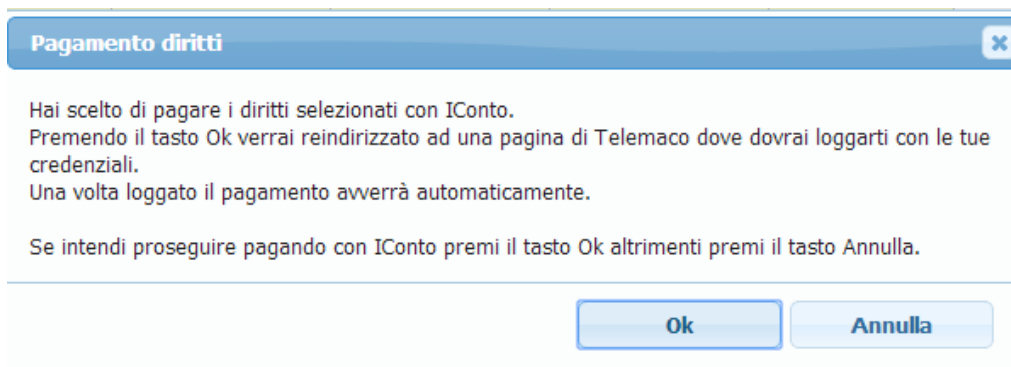 Pagamento diritti
Hai scelto di pagare i diritti selezionati con IConto.
Premendo il tasto Ok verrai reindirizzato ad una pagina di Telemaco dove dovrai loggarti con le tue
credenziali.
Una volta loggato il pagamento avverrà automaticamente.
Se intendi proseguire pagando con IConto premi il tasto Ok altrimenti premi il tasto Annulla.
Ok
Annulla